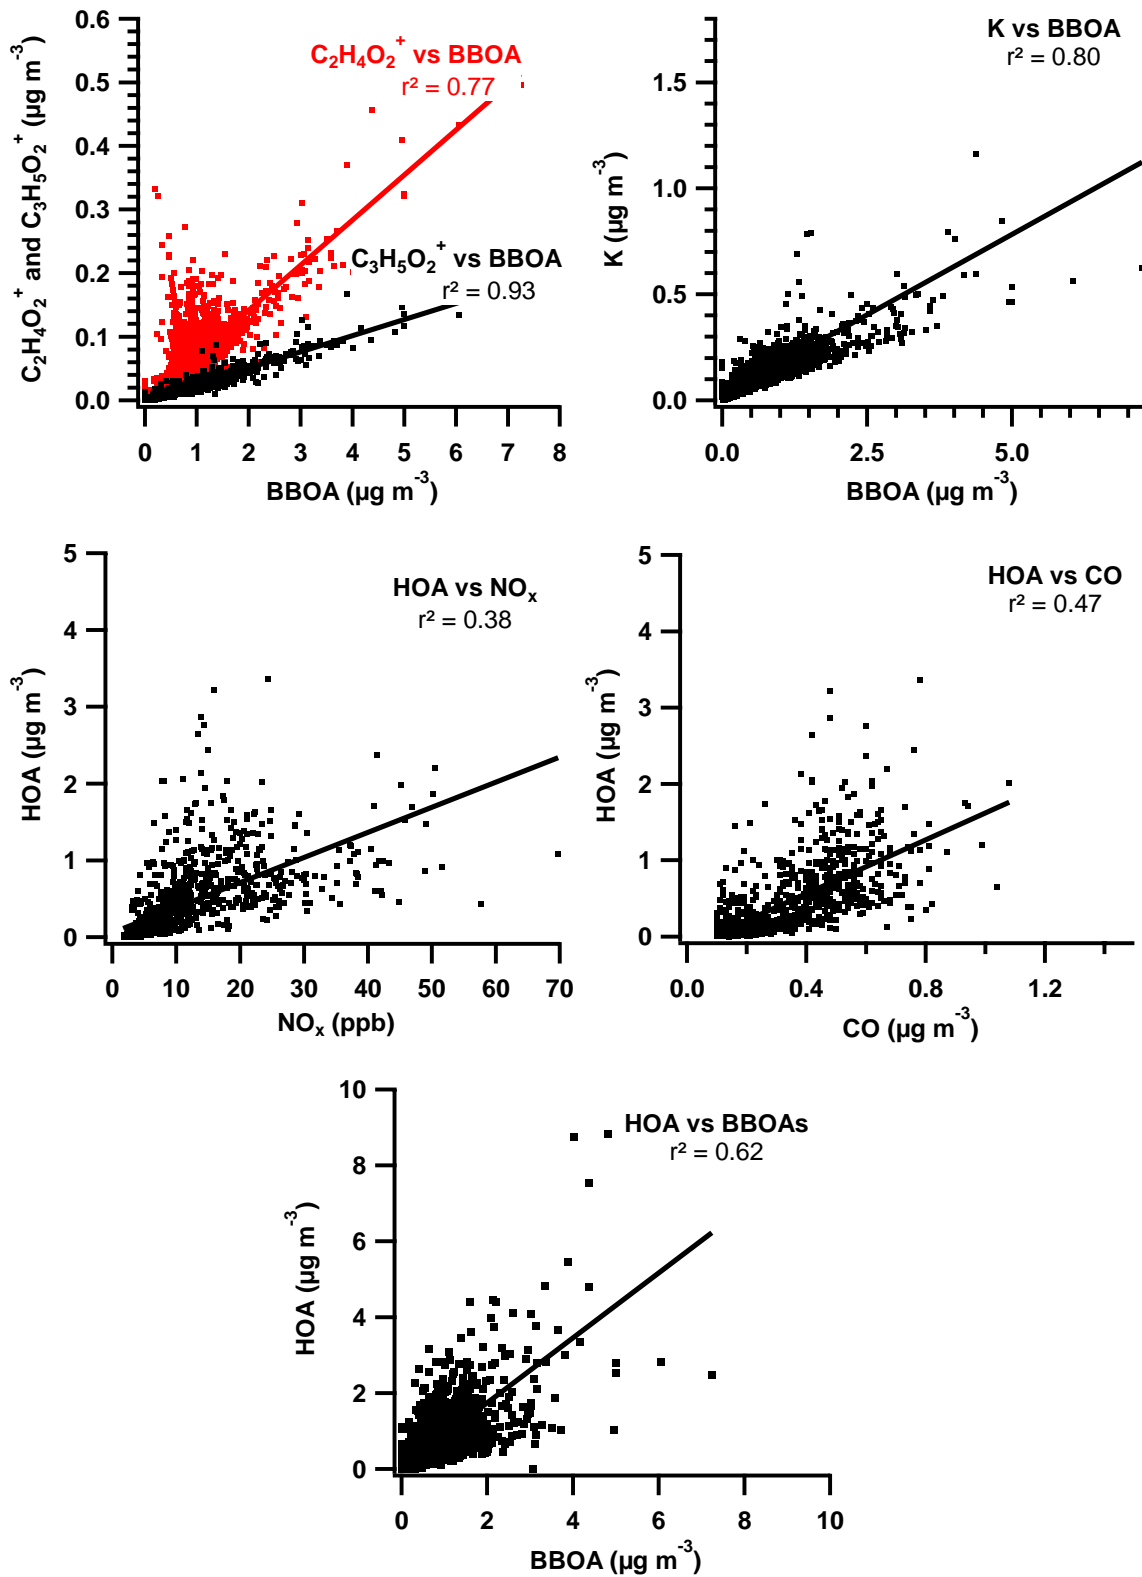 C₂H₄O₂⁺ and C₃H₅O₂⁺ (µg m⁻³)
0.6
0.5
0.4
0.3
0.2
0.1
0.0
C₂H₄O₂⁺ vs BBOA
r² = 0.77
C₃H₅O₂⁺ vs BBOA
r² = 0.93
0 1 2 3 4 5 6 7 8
BBOA (µg m⁻³)
K (µg m⁻³)
1.5
1.0
0.5
0.0
K vs BBOA
r² = 0.80
0.0 2.5 5.0
BBOA (µg m⁻³)
HOA (µg m⁻³)
5
4
3
2
1
0
HOA vs NOₓ
r² = 0.38
0 10 20 30 40 50 60 70
NOₓ (ppb)
HOA (µg m⁻³)
5
4
3
2
1
0
HOA vs CO
r² = 0.47
0.0 0.4 0.8 1.2
CO (µg m⁻³)
HOA (µg m⁻³)
10
8
6
4
2
0
HOA vs BBOAs
r² = 0.62
0 2 4 6 8 10
BBOA (µg m⁻³)